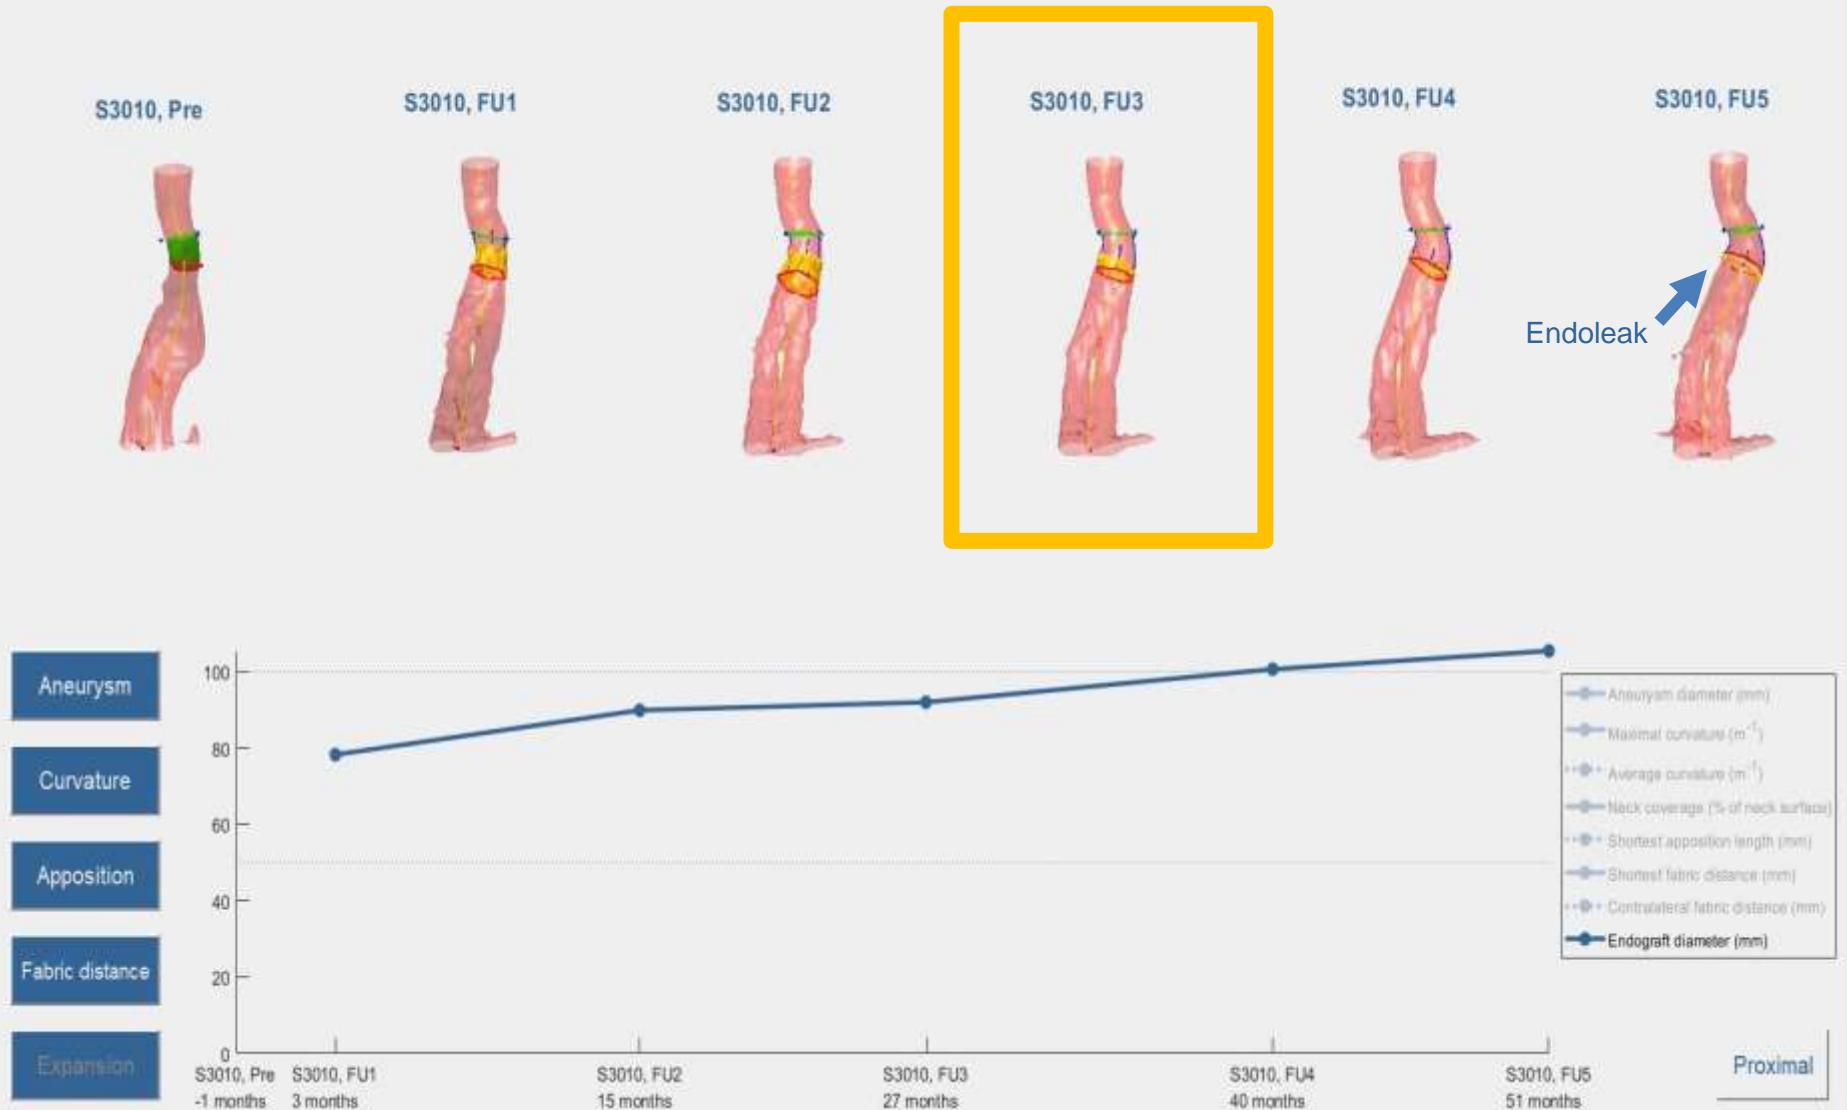 S3010, Pre
S3010, FU1
S3010, FU2
S3010, FU3
S3010, FU4
S3010, FU5
Endoleak
Aneurysm
Curvature
Apposition
Fabric distance
Expansion
100
80
60
40
20
0
S3010, Pre
-1 months
S3010, FU1
3 months
S3010, FU2
15 months
S3010, FU3
27 months
S3010, FU4
40 months
S3010, FU5
51 months
Aneurysm diameter (mm)
Maximal curvature (m⁻¹)
Average curvature (m⁻¹)
Neck coverage (% of neck surface)
Shortest apposition length (mm)
Shortest fabric distance (mm)
Contralateral fabric distance (mm)
Endograft diameter (mm)
Proximal